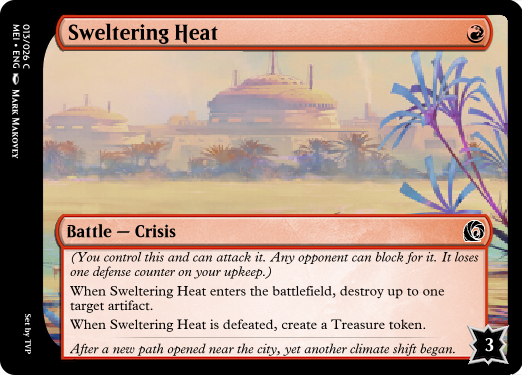 Sweltering Heat
013/026 C
MEI • ENG MARK MAKOVEY
Battle — Crisis
(You control this and can attack it. Any opponent can block for it. It loses
one defense counter on your upkeep.)
When Sweltering Heat enters the battlefield, destroy up to one
target artifact.
When Sweltering Heat is defeated, create a Treasure token.
After a new path opened near the city, yet another climate shift began.
3
Set by TVP